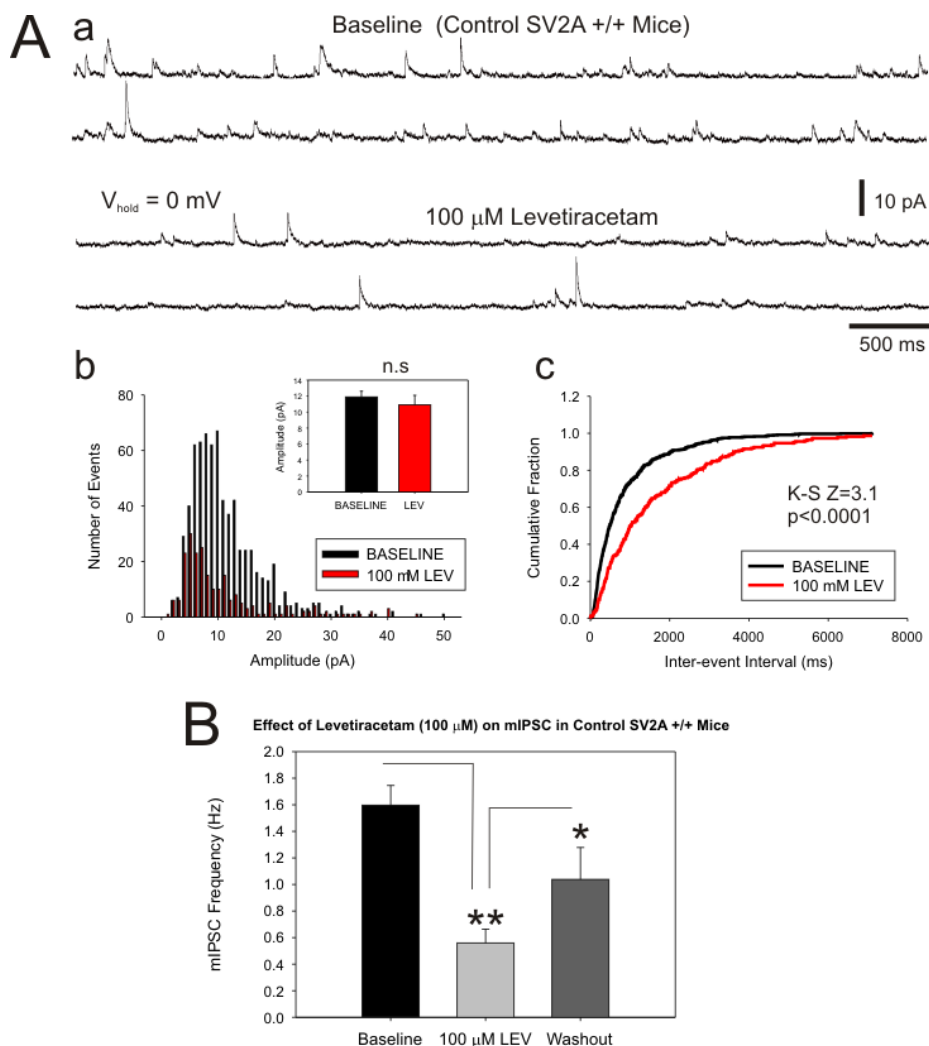 A
a
Baseline (Control SV2A +/+ Mice)
Vhold = 0 mV
10 pA
100 μM Levetiracetam
500 ms
b
n.s
Number of Events
80
60
40
20
0
0 10 20 30 40 50
Amplitude (pA)
Amplitude (pA)
14
12
10
8
6
4
2
0
BASELINE LEV
BASELINE
100 mM LEV
c
Cumulative Fraction
1.2
1.0
0.8
0.6
0.4
0.2
0.0
K-S Z=3.1
p<0.0001
BASELINE
100 mM LEV
0 2000 4000 6000 8000
Inter-event Interval (ms)
B
Effect of Levetiracetam (100 μM) on mIPSC in Control SV2A +/+ Mice
mIPSC Frequency (Hz)
2.0
1.8
1.6
1.4
1.2
1.0
0.8
0.6
0.4
0.2
0.0
**
*
Baseline 100 μM LEV Washout